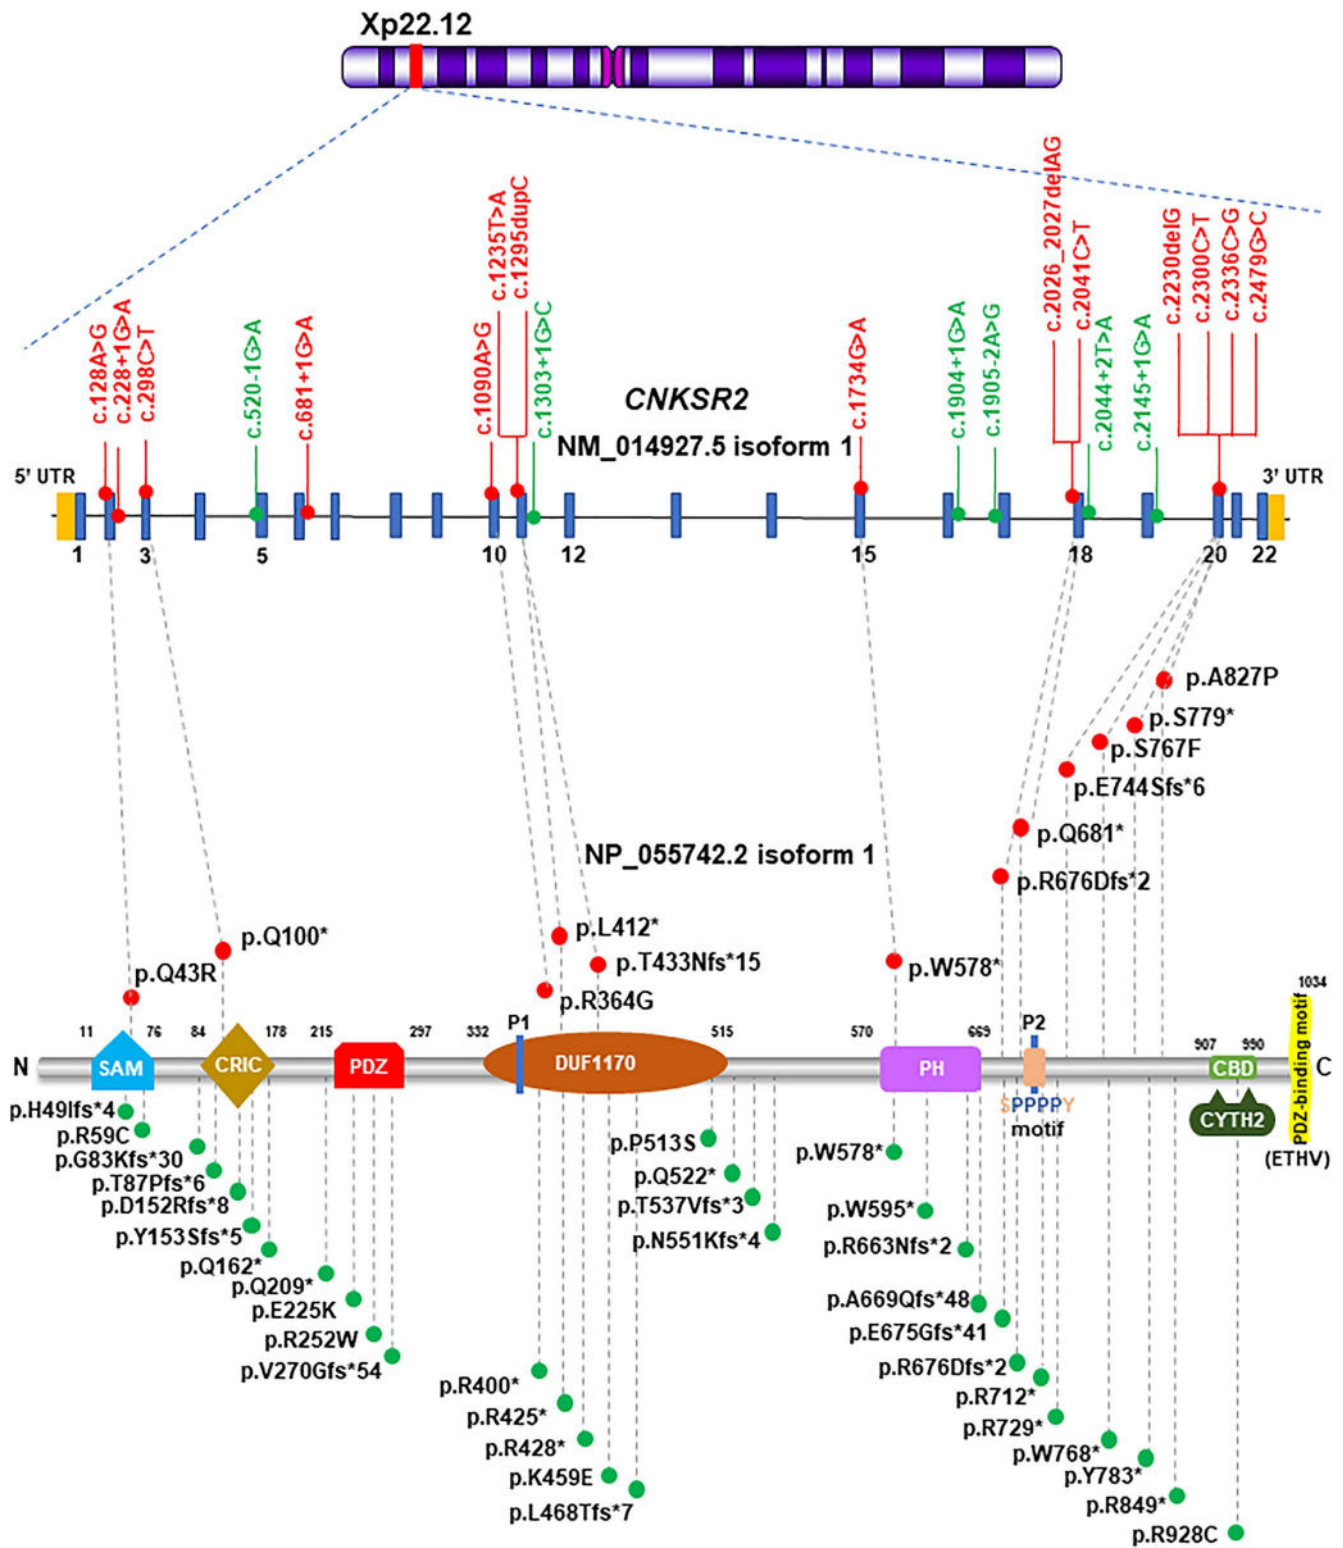 Xp22.12
c.128A>G
c.228+1G>A
c.298C>T
c.520-1G>A
c.681+1G>A
c.1090A>G
c.1235T>A
c.1295dupC
c.1303+1G>C
c.1734G>A
c.1904+1G>A
c.1905-2A>G
c.2026_2027delAG
c.2041C>T
c.2044+2T>A
c.2145+1G>A
c.2230delG
c.2300C>T
c.2336C>G
c.2479G>C
CNKSR2
NM_014927.5 isoform 1
5' UTR
3' UTR
1 3 5 10 12 15 18 20 22
p.A827P
p.S779*
p.S767F
p.E744Sfs*6
p.Q681*
NP_055742.2 isoform 1
p.R676Dfs*2
p.L412*
p.Q100*
p.T433Nfs*15
p.W578*
p.Q43R
p.R364G
11 76 84 178 215 297 332 P1 515 570 669 P2 907 990 1034
N SAM CRIC PDZ DUF1170 PH CBD C
PDZ-binding motif
(ETHV)
SPPPPY
motif
CYTH2
p.H49Ifs*4
p.R59C
p.G83Kfs*30
p.T87Pfs*6
p.D152Rfs*8
p.Y153Sfs*5
p.Q162*
p.Q209*
p.E225K
p.R252W
p.V270Gfs*54
p.R400*
p.R425*
p.R428*
p.K459E
p.L468Tfs*7
p.P513S
p.Q522*
p.T537Vfs*3
p.N551Kfs*4
p.W578*
p.W595*
p.R663Nfs*2
p.A669Qfs*48
p.E675Gfs*41
p.R676Dfs*2
p.R712*
p.R729*
p.W768*
p.Y783*
p.R849*
p.R928C